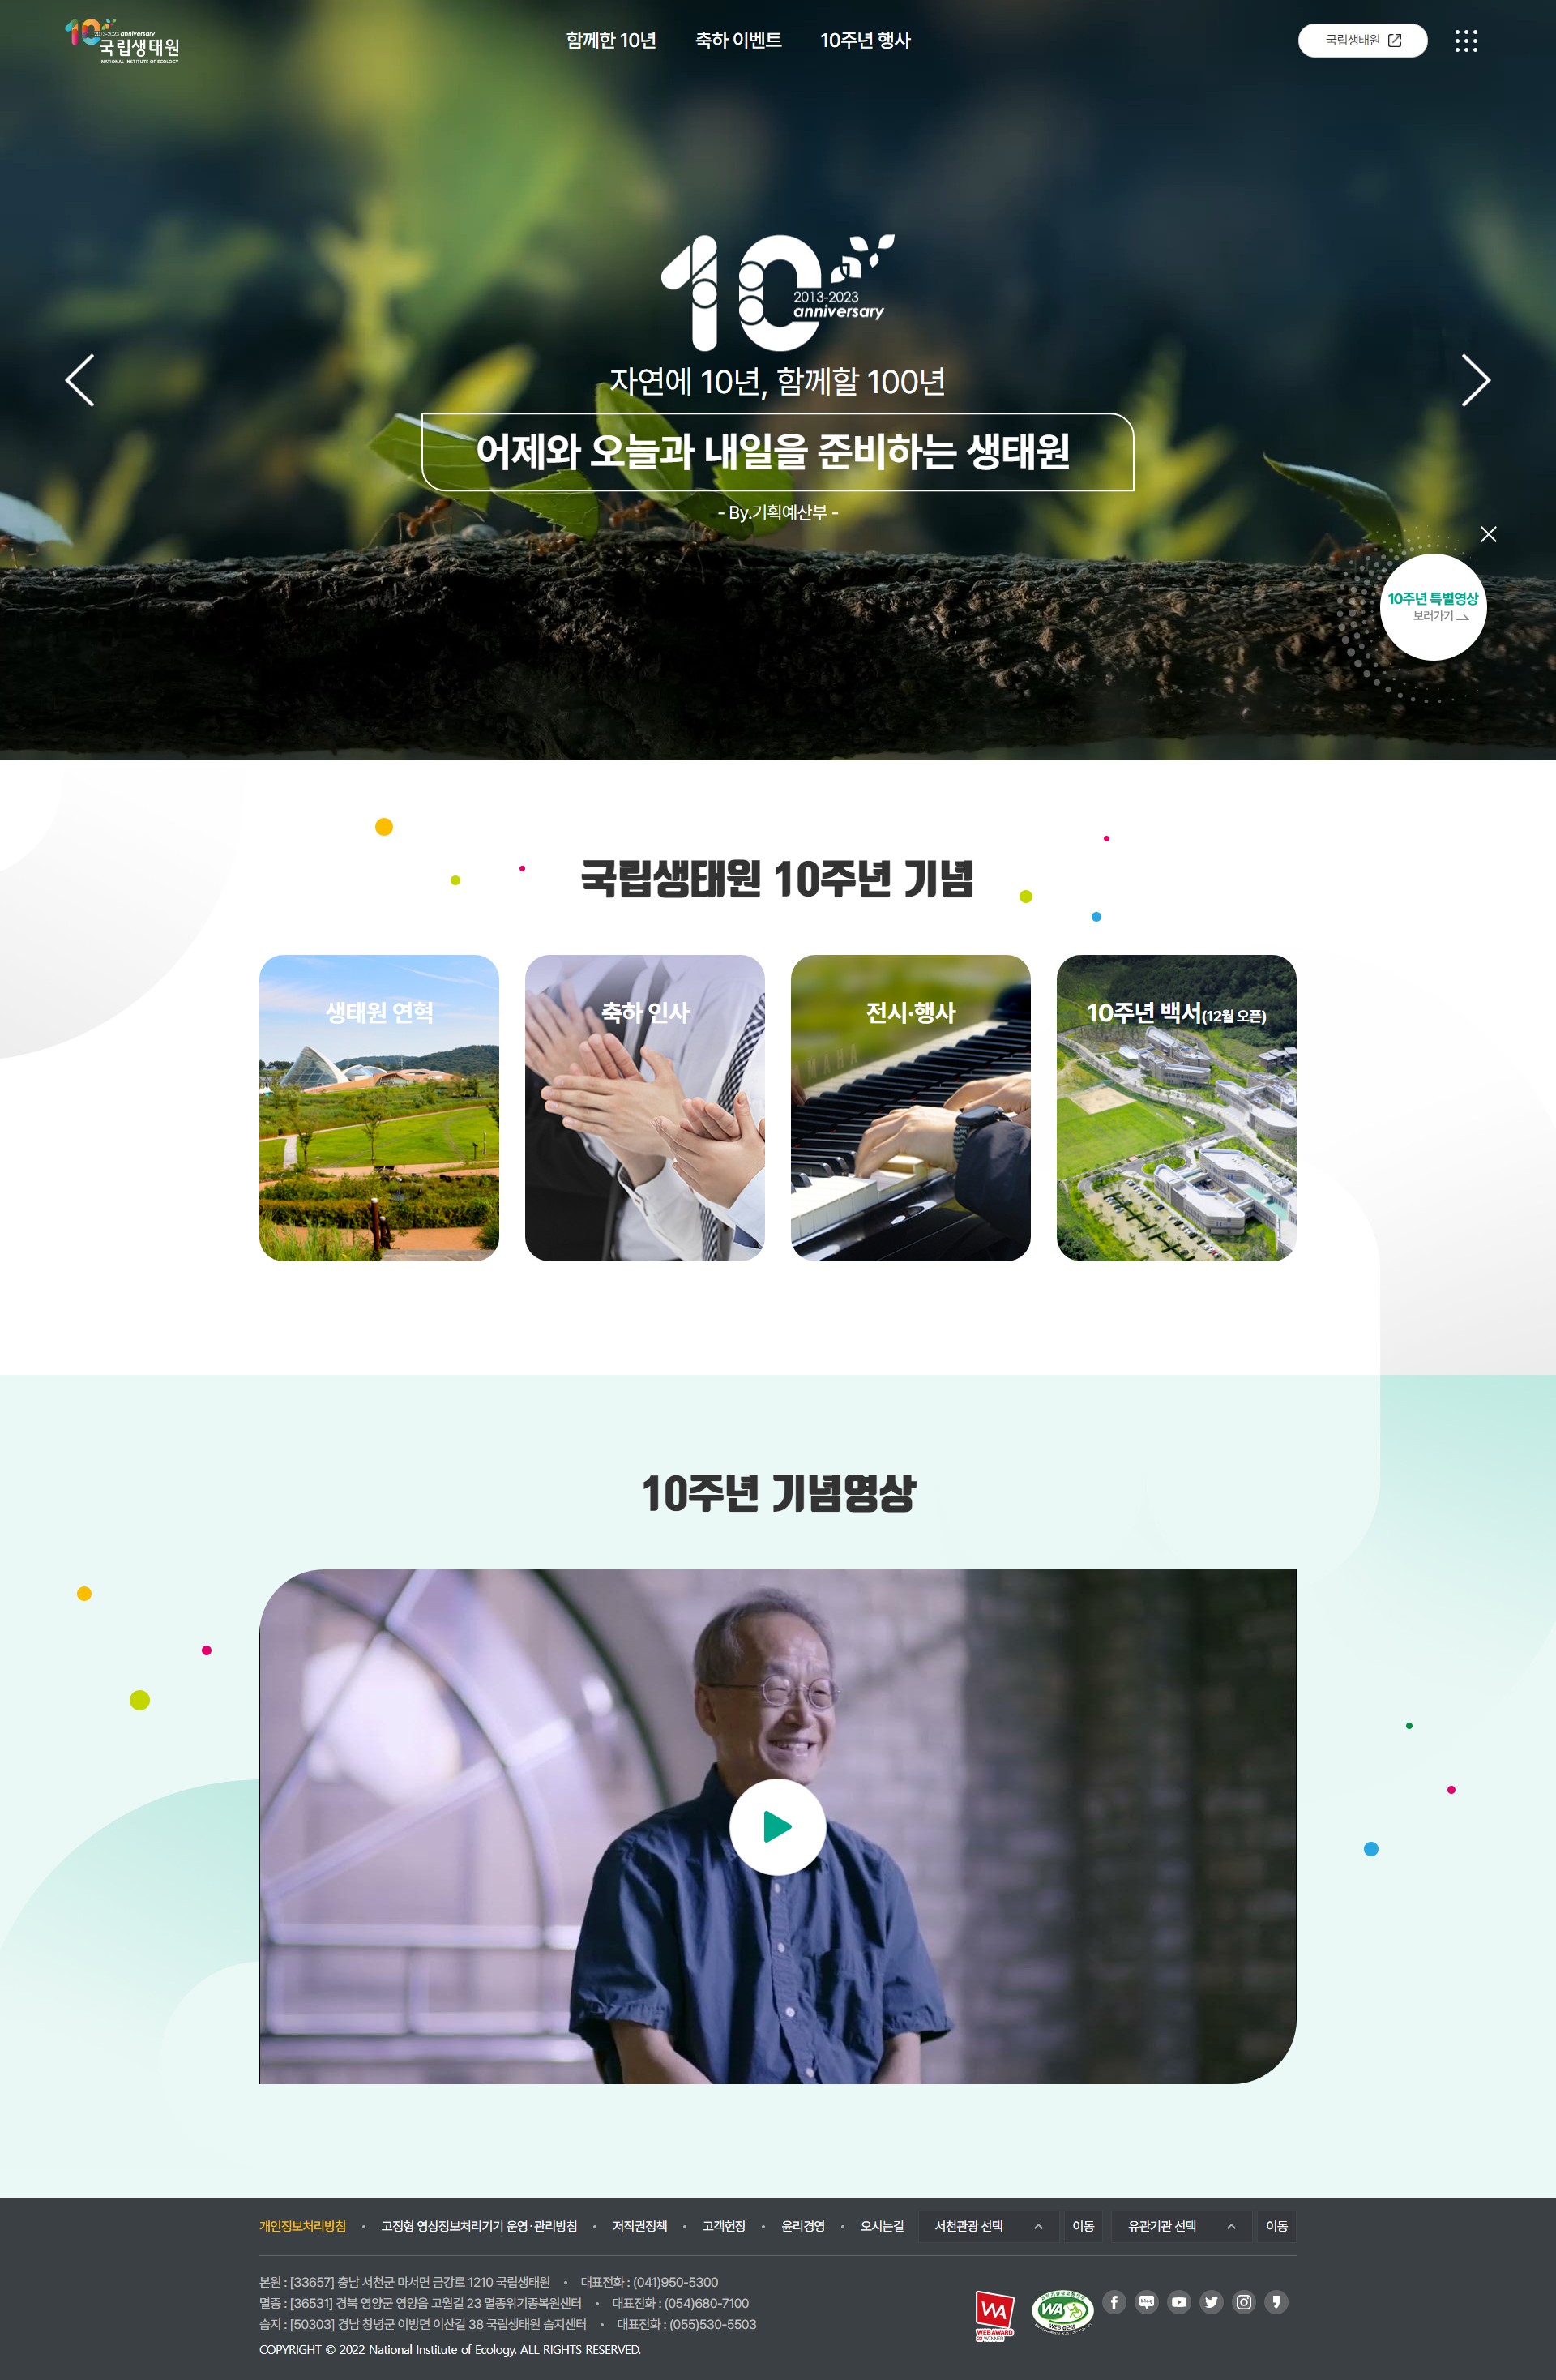 10
2013-2023 anniversary
국립생태원
NATIONAL INSTITUTE OF ECOLOGY
함께한 10년
축하 이벤트
10주년 행사
국립생태원
10
2013-2023
anniversary
자연에 10년, 함께할 100년
어제와 오늘과 내일을 준비하는 생태원
- By.기획예산부 -
10주년 특별영상
보러가기
국립생태원 10주년 기념
생태원 연혁
축하 인사
전시·행사
10주년 백서(12월 오픈)
YAMAHA
10주년 기념영상
개인정보처리방침
고정형 영상정보처리기기 운영·관리방침
저작권정책
고객헌장
윤리경영
오시는길
서천관광 선택
이동
유관기관 선택
이동
본원 : [33657] 충남 서천군 마서면 금강로 1210 국립생태원 • 대표전화 : (041)950-5300
멸종 : [36531] 경북 영양군 영양읍 고월길 23 멸종위기종복원센터 • 대표전화 : (054)680-7100
습지 : [50303] 경남 창녕군 이방면 이산길 38 국립생태원 습지센터 • 대표전화 : (055)530-5503
COPYRIGHT © 2022 National Institute of Ecology. ALL RIGHTS RESERVED.
WA
WEB AWARD
WINNER
WA
WEB 접근성
blog